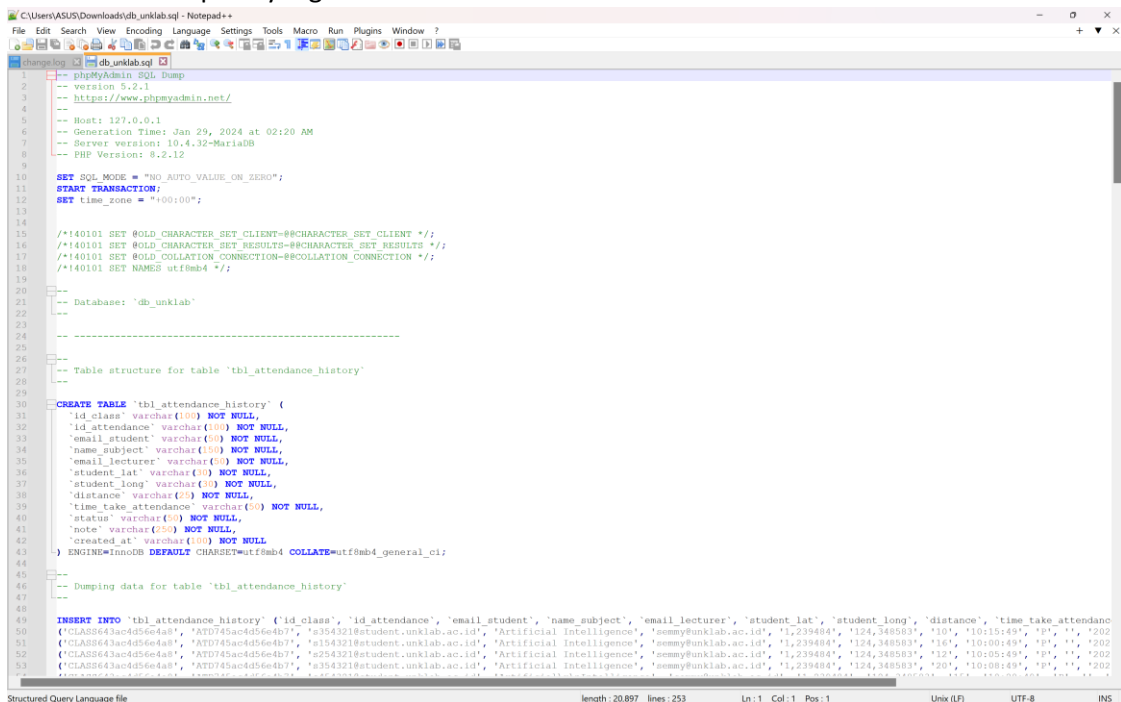 C:\Users\ASUS\Downloads\db_unklab.sql - Notepad++
File Edit Search View Encoding Language Settings Tools Macro Run Plugins Window ?
change.log db_unklab.sql
1 -- phpMyAdmin SQL Dump
2 -- version 5.2.1
3 -- https://www.phpmyadmin.net/
4 --
5 -- Host: 127.0.0.1
6 -- Generation Time: Jan 29, 2024 at 02:20 AM
7 -- Server version: 10.4.32-MariaDB
8 -- PHP Version: 8.2.12
9
10 SET SQL_MODE = "NO_AUTO_VALUE_ON_ZERO";
11 START TRANSACTION;
12 SET time_zone = "+00:00";
13
14
15 /*!40101 SET @OLD_CHARACTER_SET_CLIENT=@@CHARACTER_SET_CLIENT */;
16 /*!40101 SET @OLD_CHARACTER_SET_RESULTS=@@CHARACTER_SET_RESULTS */;
17 /*!40101 SET @OLD_COLLATION_CONNECTION=@@COLLATION_CONNECTION */;
18 /*!40101 SET NAMES utf8mb4 */;
19
20 --
21 -- Database: `db_unklab`
22 --
23
24 -- --------------------------------------------------------
25
26 --
27 -- Table structure for table `tbl_attendance_history`
28 --
29
30 CREATE TABLE `tbl_attendance_history` (
31 `id_class` varchar(100) NOT NULL,
32 `id_attendance` varchar(100) NOT NULL,
33 `email_student` varchar(50) NOT NULL,
34 `name_subject` varchar(150) NOT NULL,
35 `email_lecturer` varchar(50) NOT NULL,
36 `student_lat` varchar(30) NOT NULL,
37 `student_long` varchar(30) NOT NULL,
38 `distance` varchar(25) NOT NULL,
39 `time_take_attendance` varchar(50) NOT NULL,
40 `status` varchar(50) NOT NULL,
41 `note` varchar(250) NOT NULL,
42 `created_at` varchar(100) NOT NULL
43 ) ENGINE=InnoDB DEFAULT CHARSET=utf8mb4 COLLATE=utf8mb4_general_ci;
44
45 --
46 -- Dumping data for table `tbl_attendance_history`
47 --
48
49 INSERT INTO `tbl_attendance_history` (`id_class`, `id_attendance`, `email_student`, `name_subject`, `email_lecturer`, `student_lat`, `student_long`, `distance`, `time_take_attendanc
50 ('CLASS643ac4d56e4a8', 'ATD745ac4d56e4b7', 's354321@student.unklab.ac.id', 'Artificial Intelligence', 'semmy@unklab.ac.id', '1,239484', '124,348583', '10', '10:15:49', 'P', '', '202
51 ('CLASS643ac4d56e4a8', 'ATD745ac4d56e4b7', 's154321@student.unklab.ac.id', 'Artificial Intelligence', 'semmy@unklab.ac.id', '1,239484', '124,348583', '16', '10:00:49', 'P', '', '202
52 ('CLASS643ac4d56e4a8', 'ATD745ac4d56e4b7', 's254321@student.unklab.ac.id', 'Artificial Intelligence', 'semmy@unklab.ac.id', '1,239484', '124,348583', '12', '10:05:49', 'P', '', '202
53 ('CLASS643ac4d56e4a8', 'ATD745ac4d56e4b7', 's354321@student.unklab.ac.id', 'Artificial Intelligence', 'semmy@unklab.ac.id', '1,239484', '124,348583', '20', '10:08:49', 'P', '', '202
Structured Query Language file length : 20.897 lines : 253 Ln : 1 Col : 1 Pos : 1 Unix (LF) UTF-8 INS